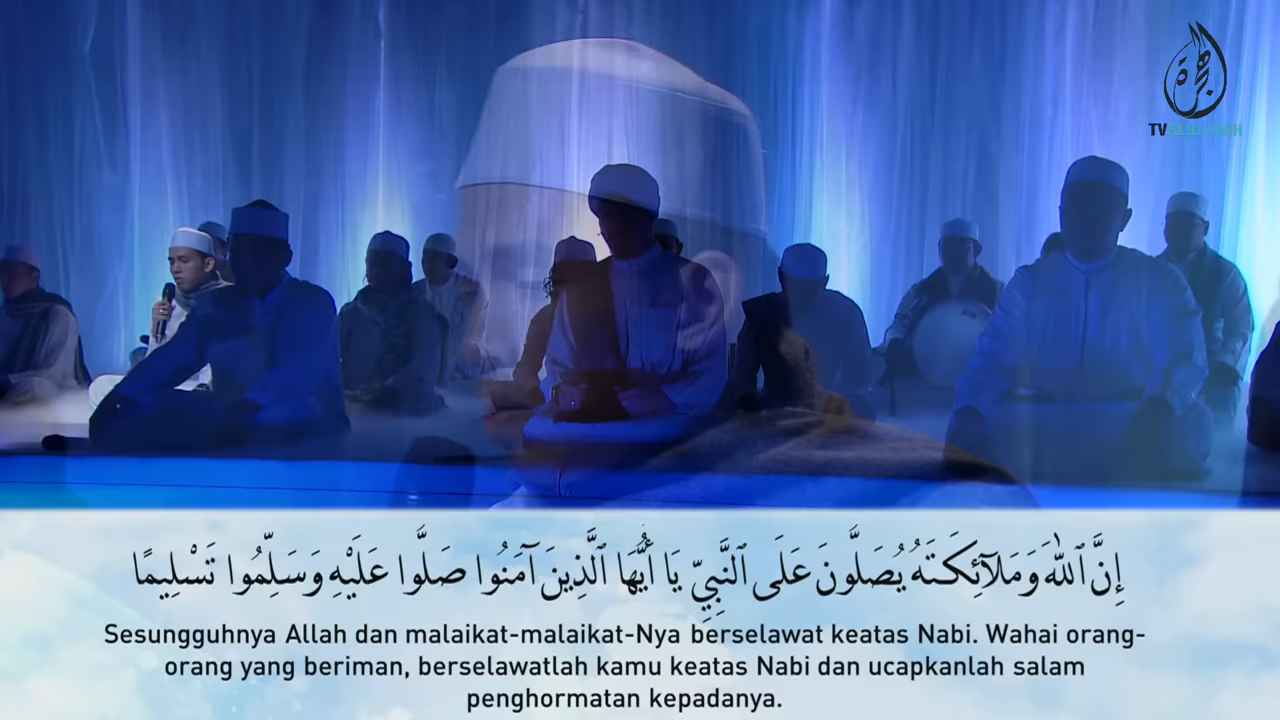 TVALHIJRAH
إِنَّ ٱللَّهَ وَمَلَآئِكَتَهُ يُصَلُّونَ عَلَى ٱلنَّبِيِّ يَا أَيُّهَا ٱلَّذِينَ آمَنُوا صَلُّوا عَلَيْهِ وَسَلِّمُوا تَسْلِيمًا
Sesungguhnya Allah dan malaikat-malaikat-Nya berselawat keatas Nabi. Wahai orang-
orang yang beriman, berselawatlah kamu keatas Nabi dan ucapkanlah salam
penghormatan kepadanya.